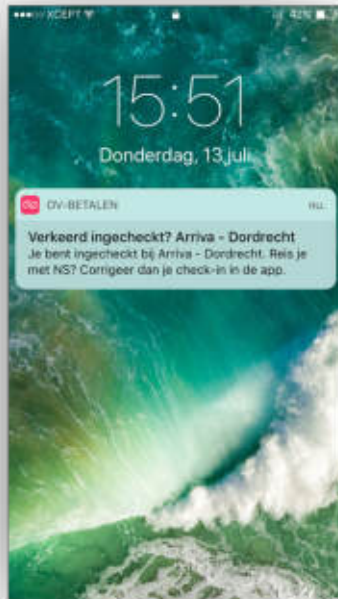 XCEPT
42%
15:51
Donderdag, 13 juli
OV-BETALEN
nu
Verkeerd ingecheckt? Arriva - Dordrecht
Je bent ingecheckt bij Arriva - Dordrecht. Reis je
met NS? Corrigeer dan je check-in in de app.